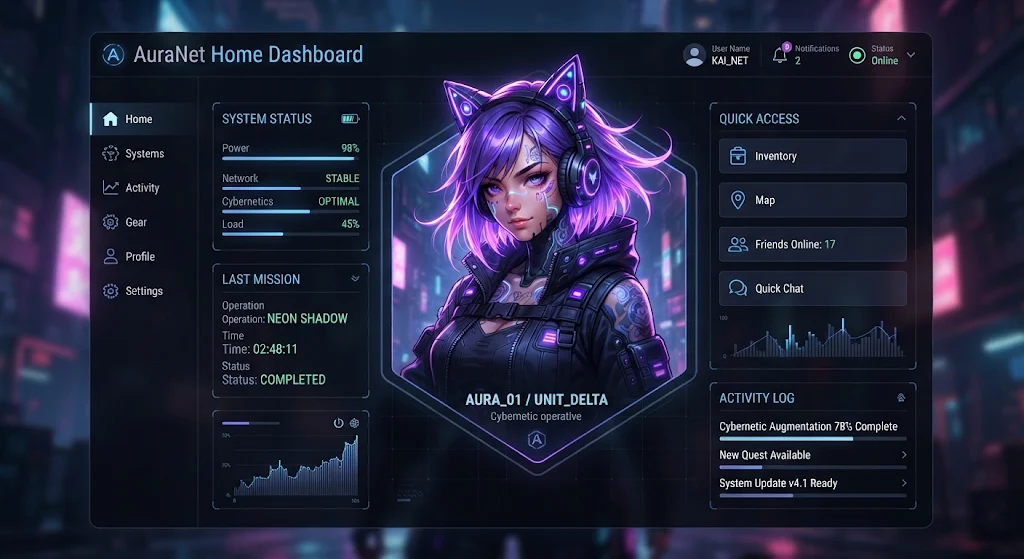 AuraNet Home Dashboard
User Name
KAI_NET
Notifications
2
Status
Online
Home
Systems
Activity
Gear
Profile
Settings
SYSTEM STATUS
Power 98%
Network STABLE
Cybernetics OPTIMAL
Load 45%
LAST MISSION
Operation
Operation: NEON SHADOW
Time
Time: 02:48:11
Status
Status: COMPLETED
AURA_01 / UNIT_DELTA
Cybernetic operative
A
QUICK ACCESS
Inventory
Map
Friends Online: 17
Quick Chat
ACTIVITY LOG
Cybernetic Augmentation 78% Complete
New Quest Available
System Update v4.1 Ready